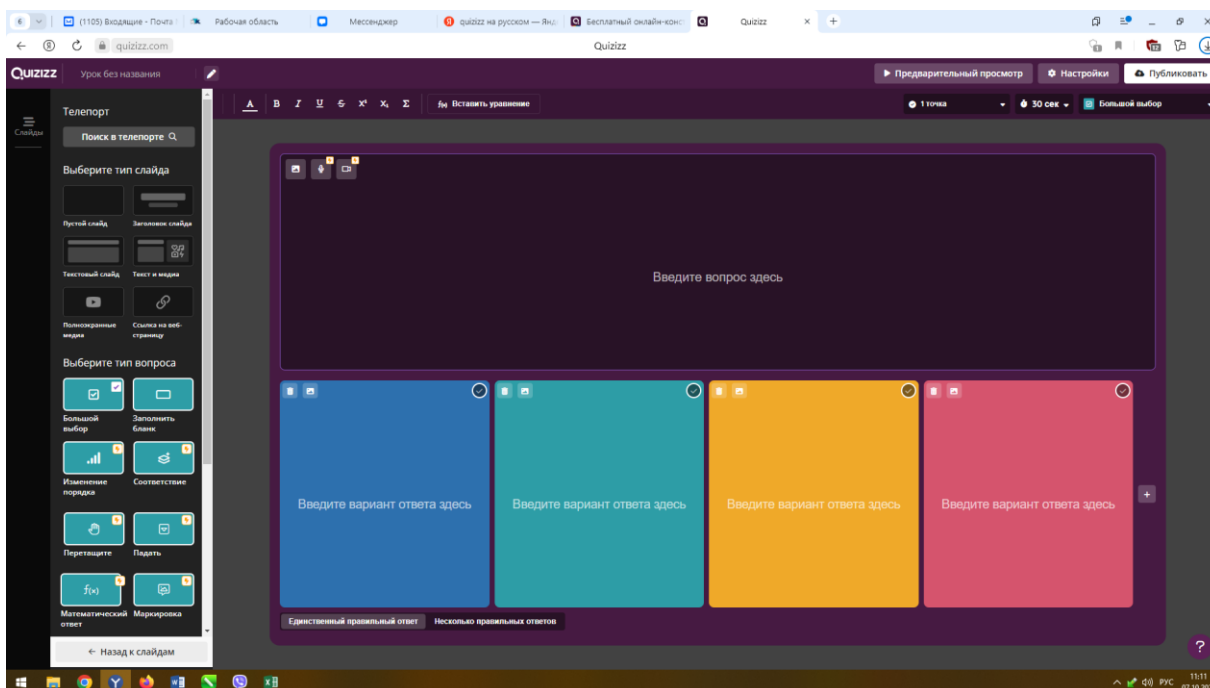 6
(1105) Входящие - Почта
Рабочая область
Мессенджер
quizizz на русском — Янд
Бесплатный онлайн-конс
Quizizz
quizizz.com
Quizizz
Quizizz
Урок без названия
Предварительный просмотр
Настройки
Публиковать
Слайды
Телепорт
Поиск в телепорте
Выберите тип слайда
Пустой слайд
Заголовок слайда
Текстовый слайд
Текст и медиа
Полноэкранные медиа
Ссылка на веб-страницу
Выберите тип вопроса
Большой выбор
Заполнить бланк
Изменение порядка
Соответствие
Перетащите
Падать
f(x)
Математический ответ
Маркировка
← Назад к слайдам
A B I U S X² X₂ Σ
f(x) Вставить уравнение
1 точка
30 сек
Большой выбор
Введите вопрос здесь
Введите вариант ответа здесь
Введите вариант ответа здесь
Введите вариант ответа здесь
Введите вариант ответа здесь
+
Единственный правильный ответ
Несколько правильных ответов
?
РУС
11:11